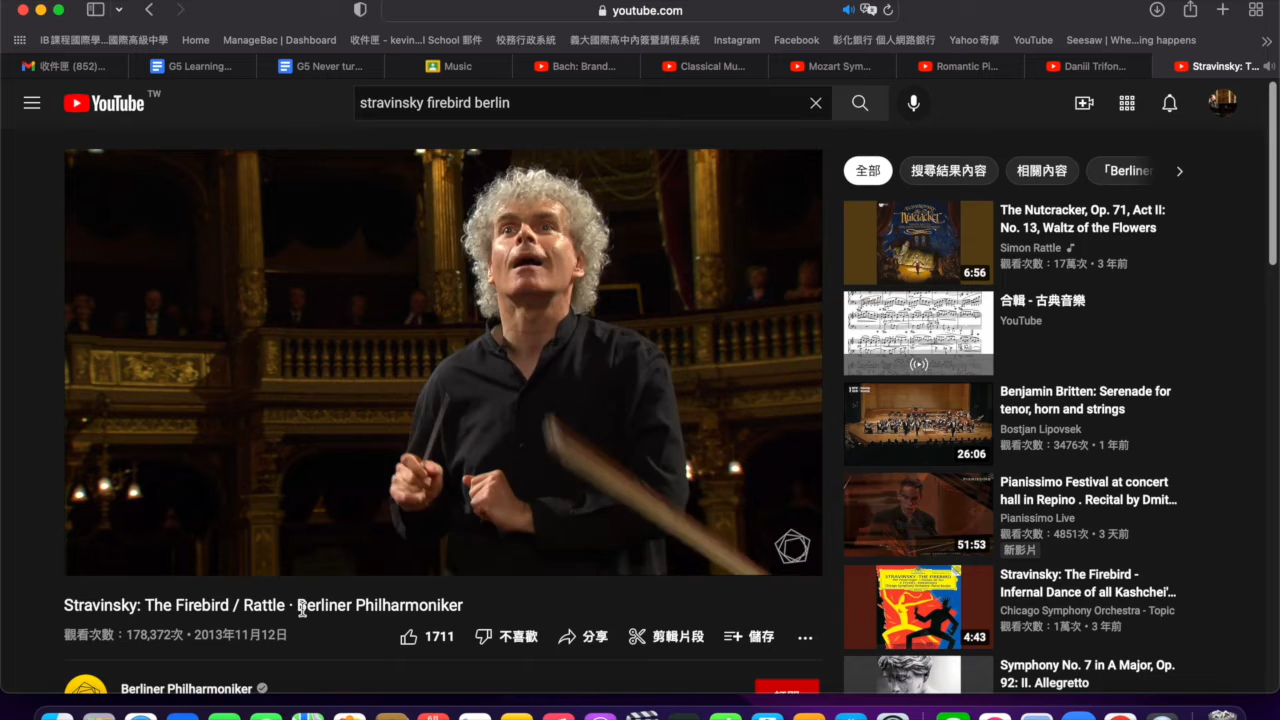 youtube.com
IB課程國際學...國際高級中學 Home ManageBac | Dashboard 收件匣 - kevin...l School 郵件 校務行政系統 義大國際高中內簽暨請假系統 Instagram Facebook 彰化銀行 個人網路銀行 Yahoo奇摩 YouTube Seesaw | Whe...ing happens
收件匣 (852)... G5 Learning... G5 Never tur... Music Bach: Brand... Classical Mu... Mozart Sym... Romantic Pi... Daniil Trifon... Stravinsky: T...
YouTube TW
stravinsky firebird berlin
全部 搜尋結果內容 相關內容 「Berliner
The Nutcracker, Op. 71, Act II:
No. 13, Waltz of the Flowers
Simon Rattle
觀看次數：17萬次・3 年前
Nutcracker
6:56
合輯 - 古典音樂
YouTube
Benjamin Britten: Serenade for
tenor, horn and strings
Bostjan Lipovsek
觀看次數：3476次・1 年前
26:06
Pianissimo Festival at concert
hall in Repino . Recital by Dmit...
Pianissimo Live
觀看次數：4851次・3 天前
新影片
PIANISSIMO
51:53
Stravinsky: The Firebird -
Infernal Dance of all Kashchei'...
Chicago Symphony Orchestra - Topic
觀看次數：1萬次・3 年前
STRAVINSKY: THE FIREBIRD
4:43
Symphony No. 7 in A Major, Op.
92: II. Allegretto
Stravinsky: The Firebird / Rattle · Berliner Philharmoniker
觀看次數：178,372次・2013年11月12日
1711 不喜歡 分享 剪輯片段 儲存
Berliner Philharmoniker